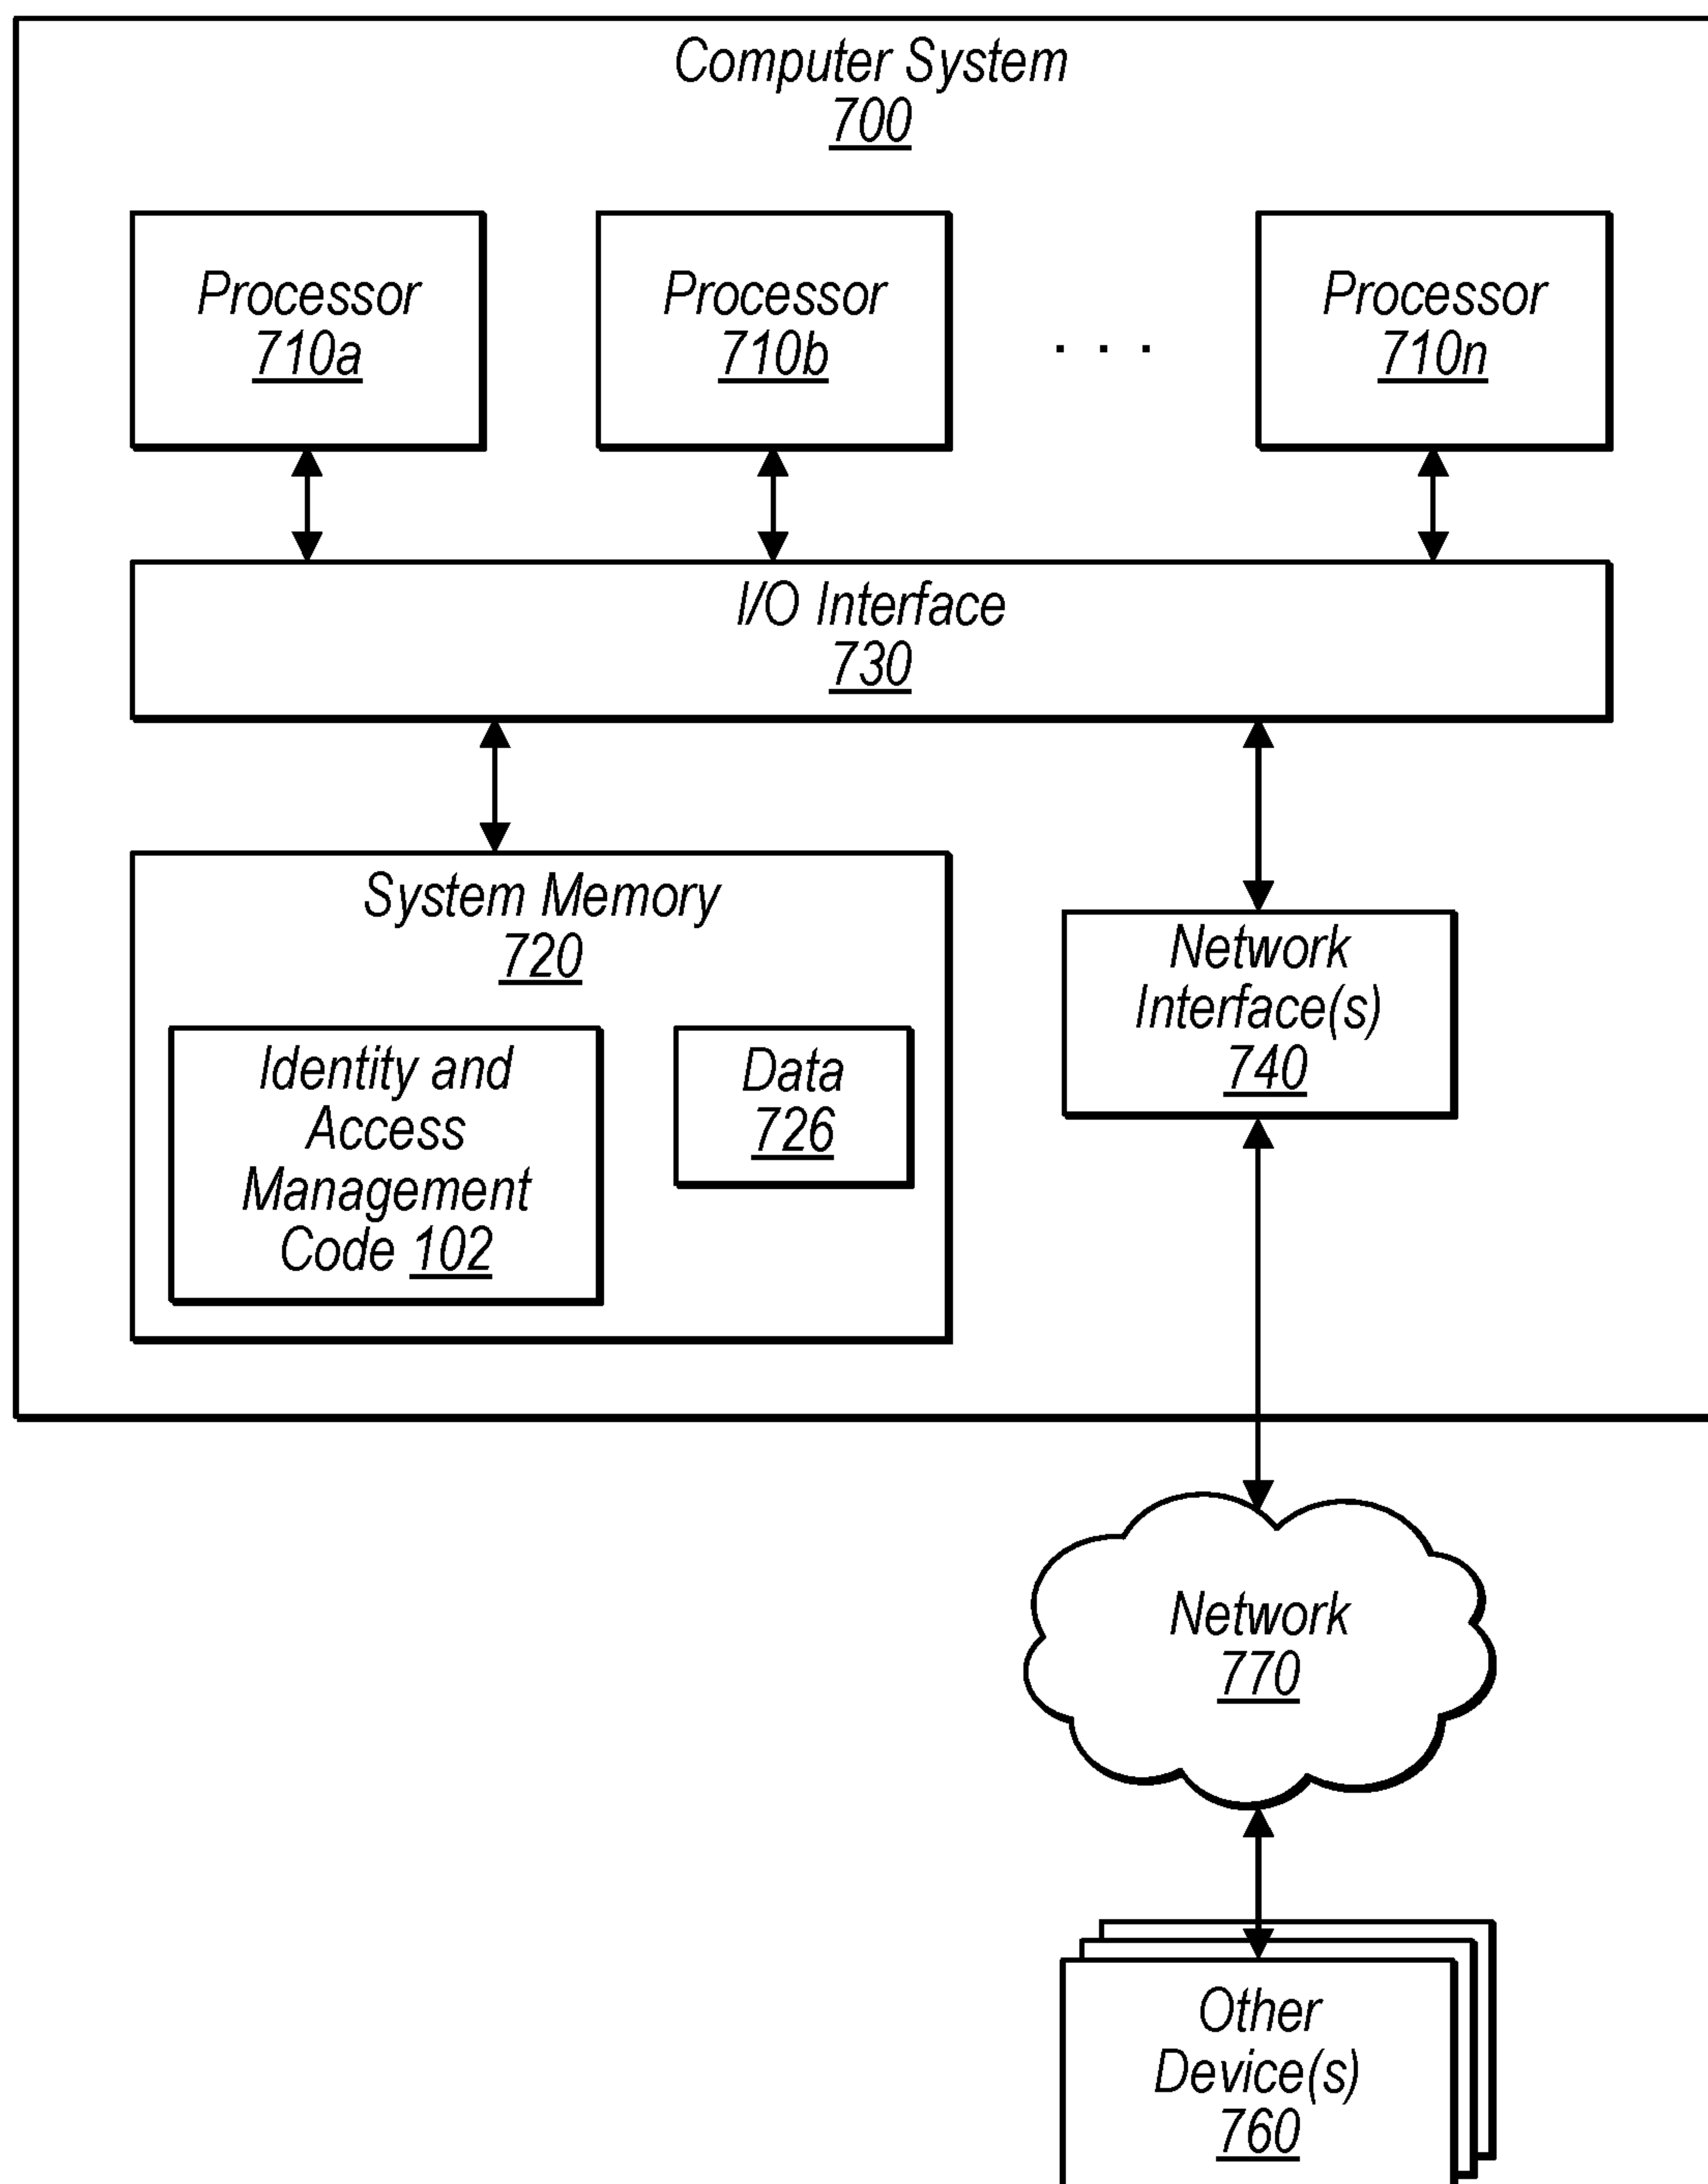 Computer System
700
Processor
710a
Processor
710b
. . .
Processor
710n
I/O Interface
730
System Memory
720
Identity and
Access
Management
Code 102
Data
726
Network
Interface(s)
740
Network
770
Other
Device(s)
760